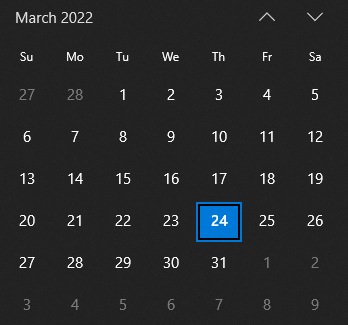 March 2022
Su Mo Tu We Th Fr Sa
27 28 1 2 3 4 5
6 7 8 9 10 11 12
13 14 15 16 17 18 19
20 21 22 23 24 25 26
27 28 29 30 31 1 2
3 4 5 6 7 8 9